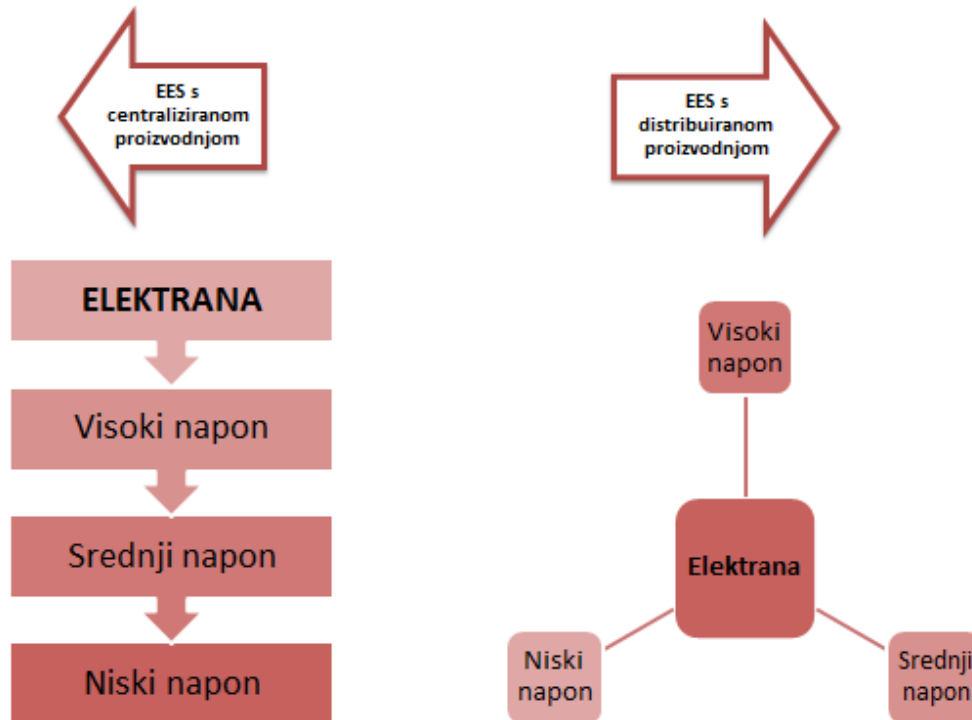 EES s
centraliziranom
proizvodnjom
EES s
distribuiranom
proizvodnjom
ELEKTRANA
Visoki napon
Srednji napon
Niski napon
Visoki
napon
Elektrana
Niski
napon
Srednji
napon